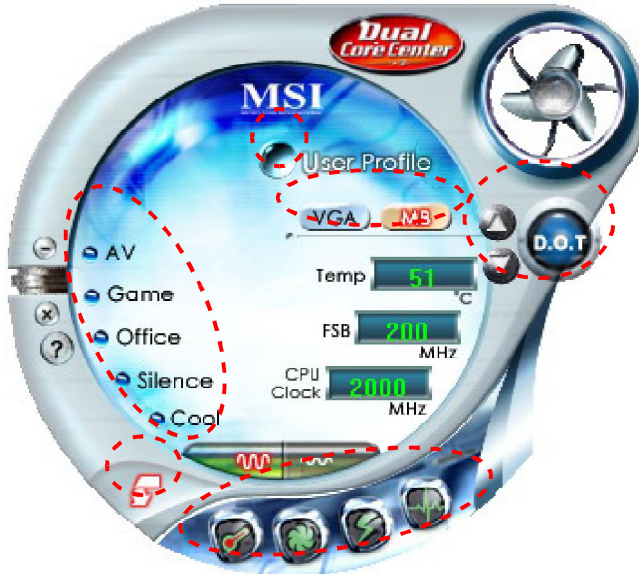 Dual
Core Center
MSI
User Profile
VGA MB
D.O.T
AV
Temp 51
°C
Game
FSB 200
MHz
Office
CPU
Clock 2000
MHz
Silence
Cool
?